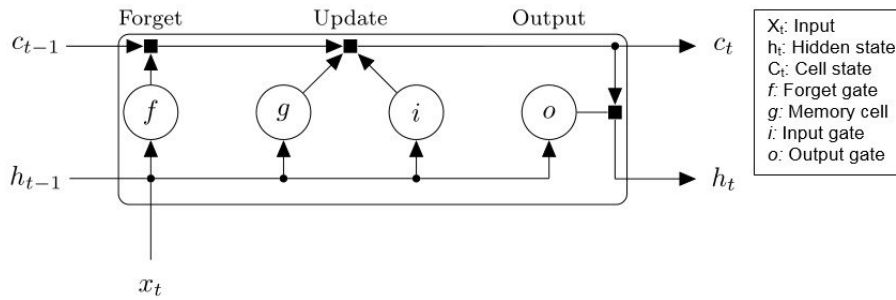 Forget Update Output
c_{t−1} c_t
f g i o
h_{t−1} h_t
x_t
X_t: Input
h_t: Hidden state
C_t: Cell state
f: Forget gate
g: Memory cell
i: Input gate
o: Output gate